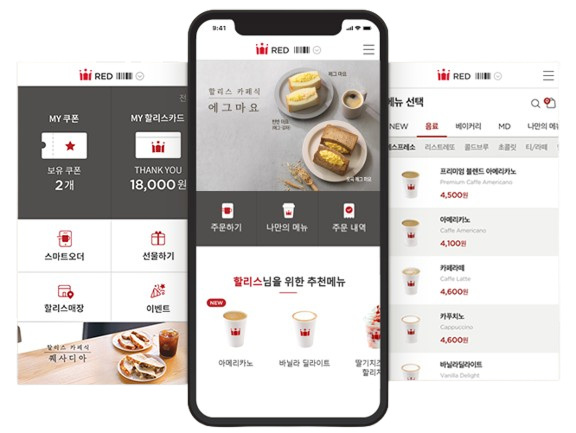 RED
MY 쿠폰
보유 쿠폰
2개
MY 할리스카드
THANK YOU
18,000원
스마트오더
선물하기
할리스매장
이벤트
할리스 카페식
퀘사디아
9:41
RED
할리스 카페식
에그마요
에그마요
주문하기
나만의 메뉴
주문 내역
할리스님을 위한 추천메뉴
NEW
아메리카노
바닐라 딜라이트
딸기치즈
할리치
RED
메뉴 선택
NEW
음료
베이커리
MD
나만의 메
스프레소
리스트레또
콜드브루
초콜릿
티/라떼
프리미엄 블렌드 아메리카노
Premium Caffe Americano
4,500원
아메리카노
Caffe Americano
4,100원
카페라떼
Caffe Latte
4,600원
카푸치노
Cappuccino
4,600원
바닐라딜라이트
Vanilla Delight